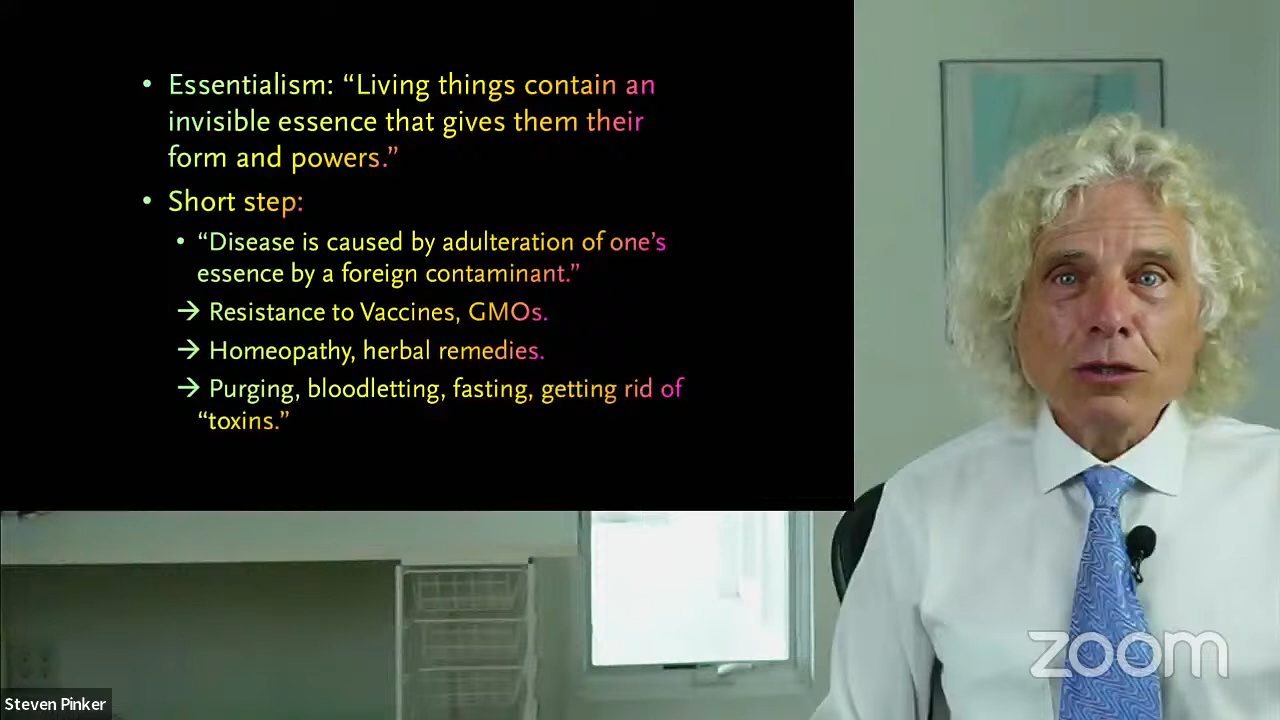 • Essentialism: “Living things contain an
invisible essence that gives them their
form and powers.”
• Short step:
• “Disease is caused by adulteration of one’s
essence by a foreign contaminant.”
→ Resistance to Vaccines, GMOs.
→ Homeopathy, herbal remedies.
→ Purging, bloodletting, fasting, getting rid of
“toxins.”
zoom
Steven Pinker